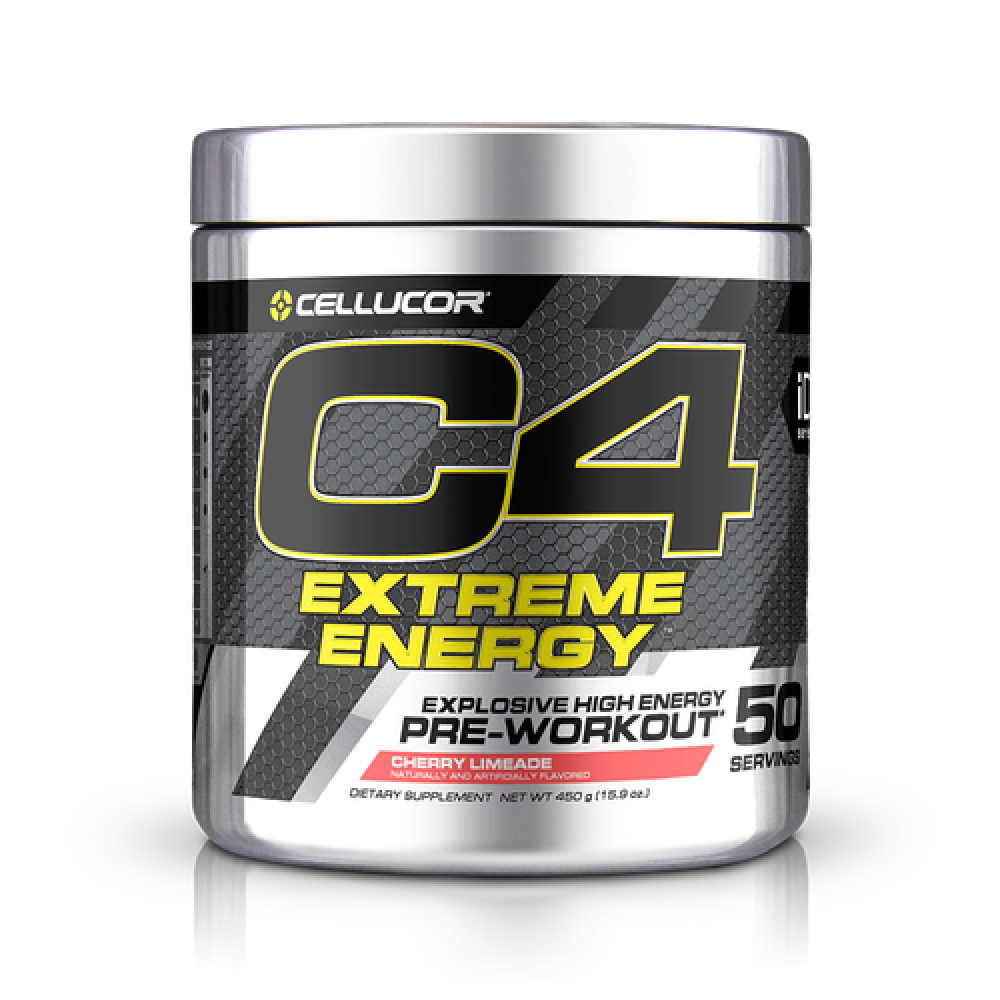 CELLUCOR
C4
EXTREME
ENERGY
EXPLOSIVE HIGH ENERGY
PRE-WORKOUT*
50
SERVINGS
CHERRY LIMEADE
NATURALLY AND ARTIFICIALLY FLAVORED
DIETARY SUPPLEMENT NET WT 450 g (15.9 oz.)